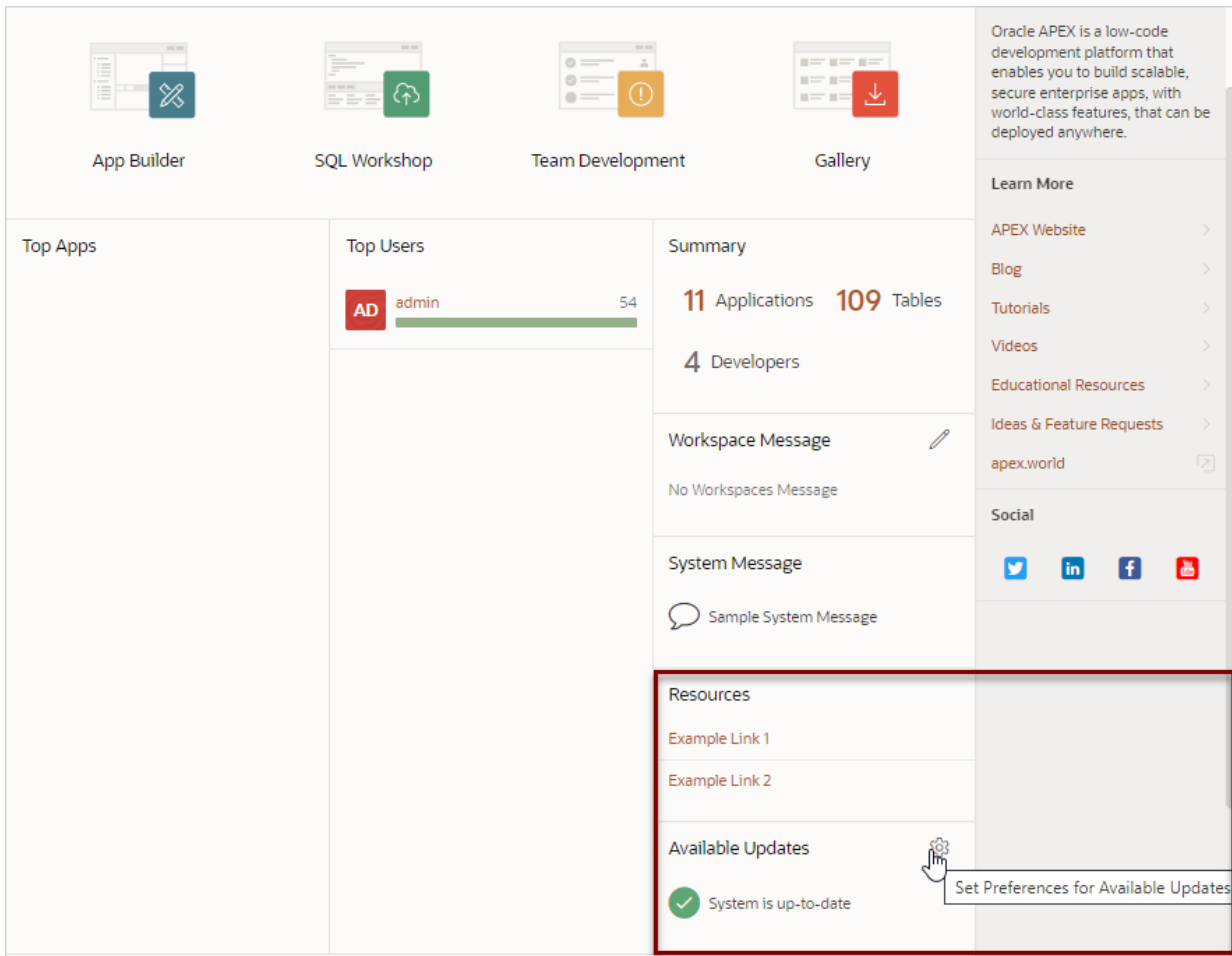 App Builder
SQL Workshop
Team Development
Gallery
Top Apps
Top Users
AD
admin
54
Summary
11 Applications
109 Tables
4 Developers
Workspace Message
No Workspaces Message
System Message
Sample System Message
Resources
Example Link 1
Example Link 2
Available Updates
System is up-to-date
Set Preferences for Available Updates
Oracle APEX is a low-code
development platform that
enables you to build scalable,
secure enterprise apps, with
world-class features, that can be
deployed anywhere.
Learn More
APEX Website
Blog
Tutorials
Videos
Educational Resources
Ideas & Feature Requests
apex.world
Social
in
f
You